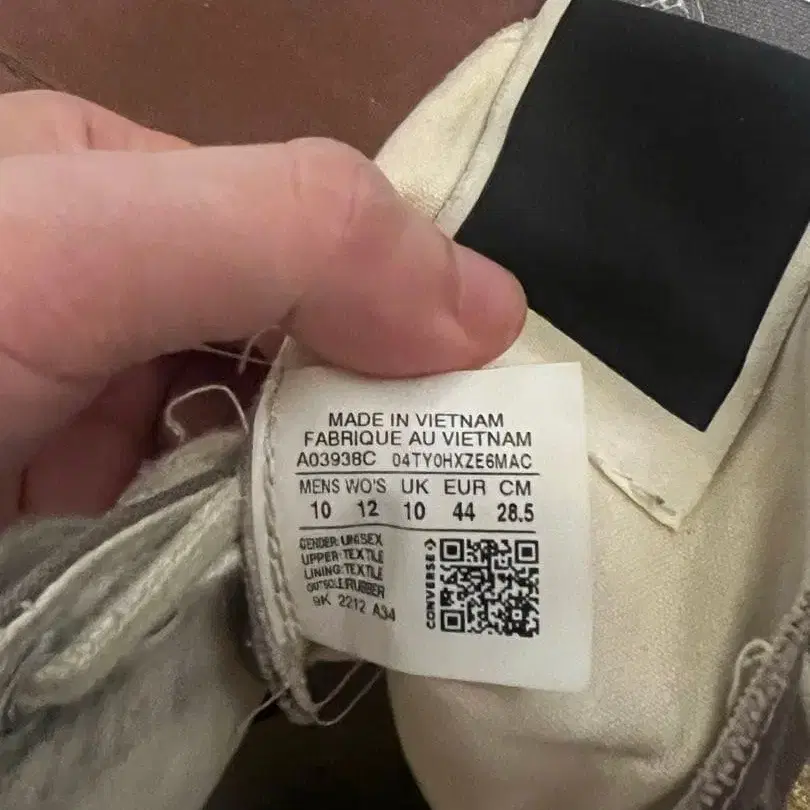 MADE IN VIETNAM
FABRIQUE AU VIETNAM
A03938C 04TY0HXZE6MAC
MENS WO'S UK EUR CM
10 12 10 44 28.5
GENDER: UNISEX
UPPER: TEXTILE
LINING: TEXTILE
OUTSOLE: RUBBER
9K 2212 A34
CONVERSE